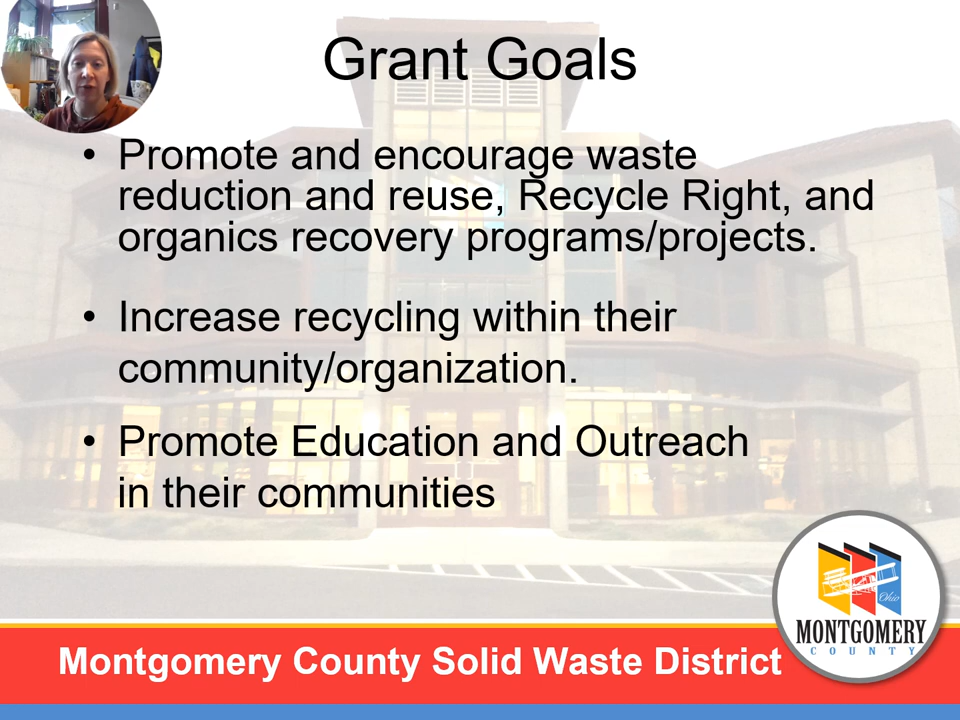 Grant Goals
• Promote and encourage waste
reduction and reuse, Recycle Right, and
organics recovery programs/projects.
• Increase recycling within their
community/organization.
• Promote Education and Outreach
in their communities
Ohio
MONTGOMERY
COUNTY
Montgomery County Solid Waste District